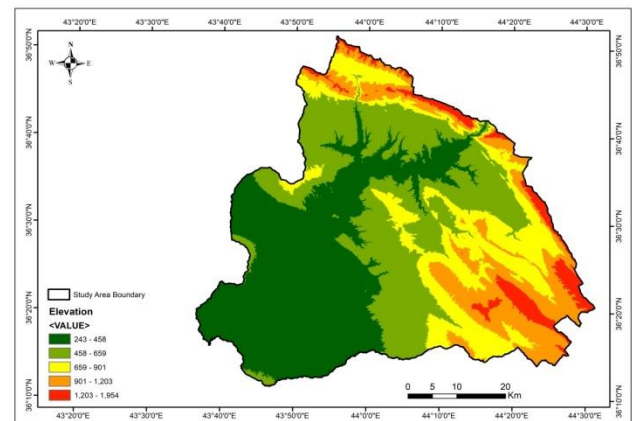 43°20'0"E 43°30'0"E 43°40'0"E 43°50'0"E 44°0'0"E 44°10'0"E 44°20'0"E 44°30'0"E
36°50'0"N 36°50'0"N
N
W E
S
36°40'0"N 36°40'0"N
36°30'0"N 36°30'0"N
36°20'0"N 36°20'0"N
Study Area Boundary
Elevation
<VALUE>
243 - 458
458 - 659
659 - 901
901 - 1,203
1,203 - 1,954
0 5 10 20
Km
36°10'0"N 36°10'0"N
43°20'0"E 43°30'0"E 43°40'0"E 43°50'0"E 44°0'0"E 44°10'0"E 44°20'0"E 44°30'0"E